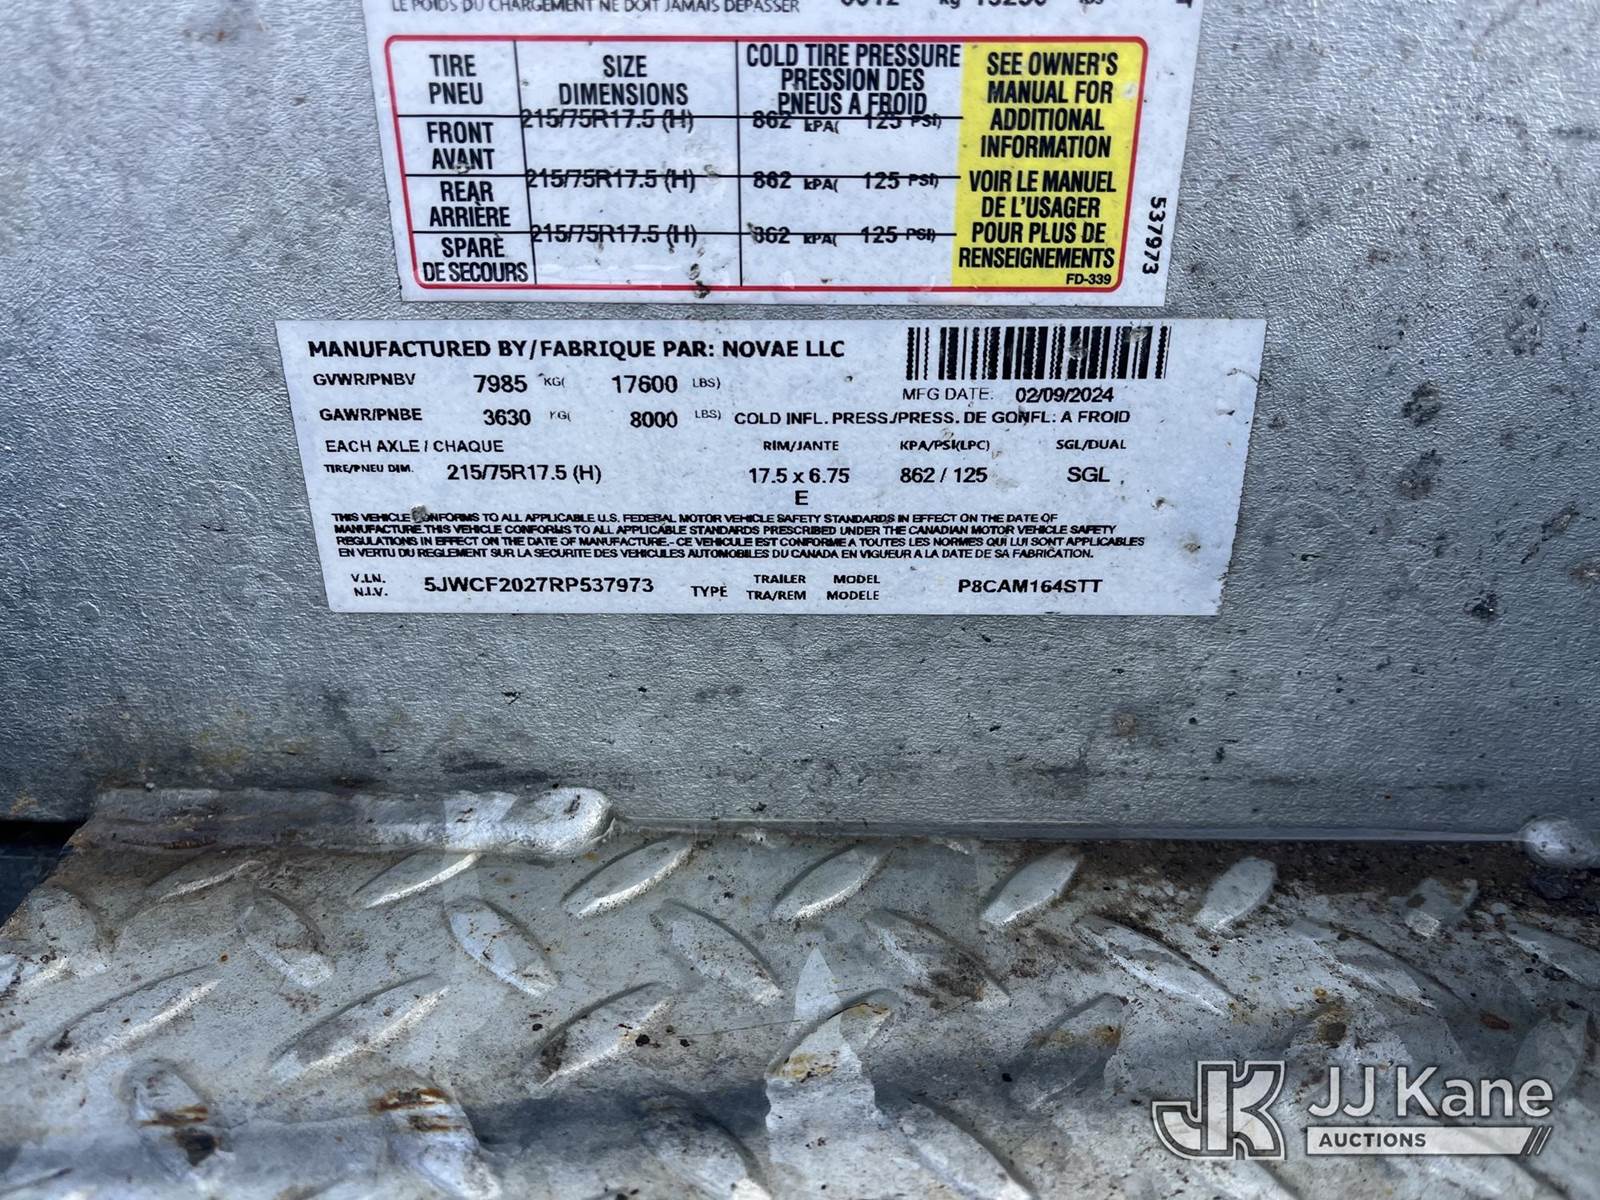 LE POIDS DU CHARGEMENT NE DOIT JAMAIS DÉPASSER kg LBS
TIRE PNEU SIZE DIMENSIONS COLD TIRE PRESSURE PRESSION DES PNEUS A FROID
FRONT AVANT 215/75R17.5 (H) 862 kPA( 125 PSI)
REAR ARRIÈRE 215/75R17.5 (H) 862 kPA( 125 PSI)
SPARE DE SECOURS 215/75R17.5 (H) 862 kPA( 125 PSI)
SEE OWNER'S
MANUAL FOR
ADDITIONAL
INFORMATION
VOIR LE MANUEL
DE L'USAGER
POUR PLUS DE
RENSEIGNEMENTS
FD-339
537973
MANUFACTURED BY/FABRIQUE PAR: NOVAE LLC
GVWR/PNBV 7985 KG( 17600 LBS)
MFG DATE: 02/09/2024
GAWR/PNBE 3630 KG( 8000 LBS) COLD INFL. PRESS./PRESS. DE GONFL: A FROID
EACH AXLE / CHAQUE RIM/JANTE KPA/PSI(LPC) SGL/DUAL
TIRE/PNEU DIM. 215/75R17.5 (H) 17.5 x 6.75 862 / 125 SGL
E
THIS VEHICLE CONFORMS TO ALL APPLICABLE U.S. FEDERAL MOTOR VEHICLE SAFETY STANDARDS IN EFFECT ON THE DATE OF
MANUFACTURE.THIS VEHICLE CONFORMS TO ALL APPLICABLE STANDARDS PRESCRIBED UNDER THE CANADIAN MOTOR VEHICLE SAFETY
REGULATIONS IN EFFECT ON THE DATE OF MANUFACTURE.- CE VEHICULE EST CONFORME A TOUTES LES NORMES QUI LUI SONT APPLICABLES
EN VERTU DU REGLEMENT SUR LA SECURITE DES VEHICULES AUTOMOBILES DU CANADA EN VIGUEUR A LA DATE DE SA FABRICATION.
V.I.N. 5JWCF2027RP537973 TYPE TRAILER MODEL P8CAM164STT
N.I.V. TRA/REM MODELE
JK JJ Kane
AUCTIONS